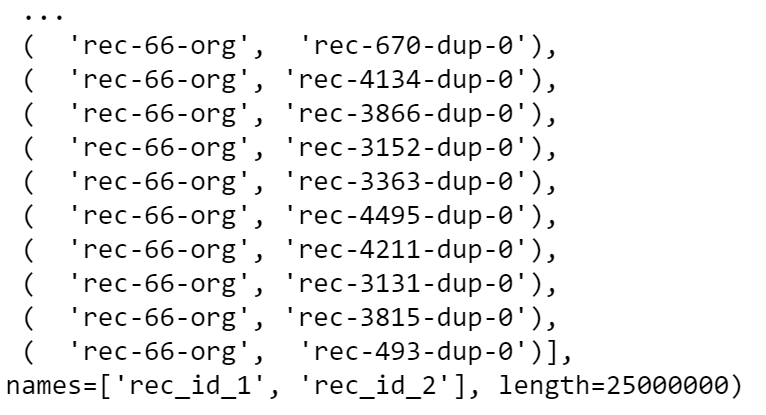 ...
(  'rec-66-org',  'rec-670-dup-0'),
(  'rec-66-org', 'rec-4134-dup-0'),
(  'rec-66-org', 'rec-3866-dup-0'),
(  'rec-66-org', 'rec-3152-dup-0'),
(  'rec-66-org', 'rec-3363-dup-0'),
(  'rec-66-org', 'rec-4495-dup-0'),
(  'rec-66-org', 'rec-4211-dup-0'),
(  'rec-66-org', 'rec-3131-dup-0'),
(  'rec-66-org', 'rec-3815-dup-0'),
(  'rec-66-org',  'rec-493-dup-0')],
names=['rec_id_1', 'rec_id_2'], length=25000000)